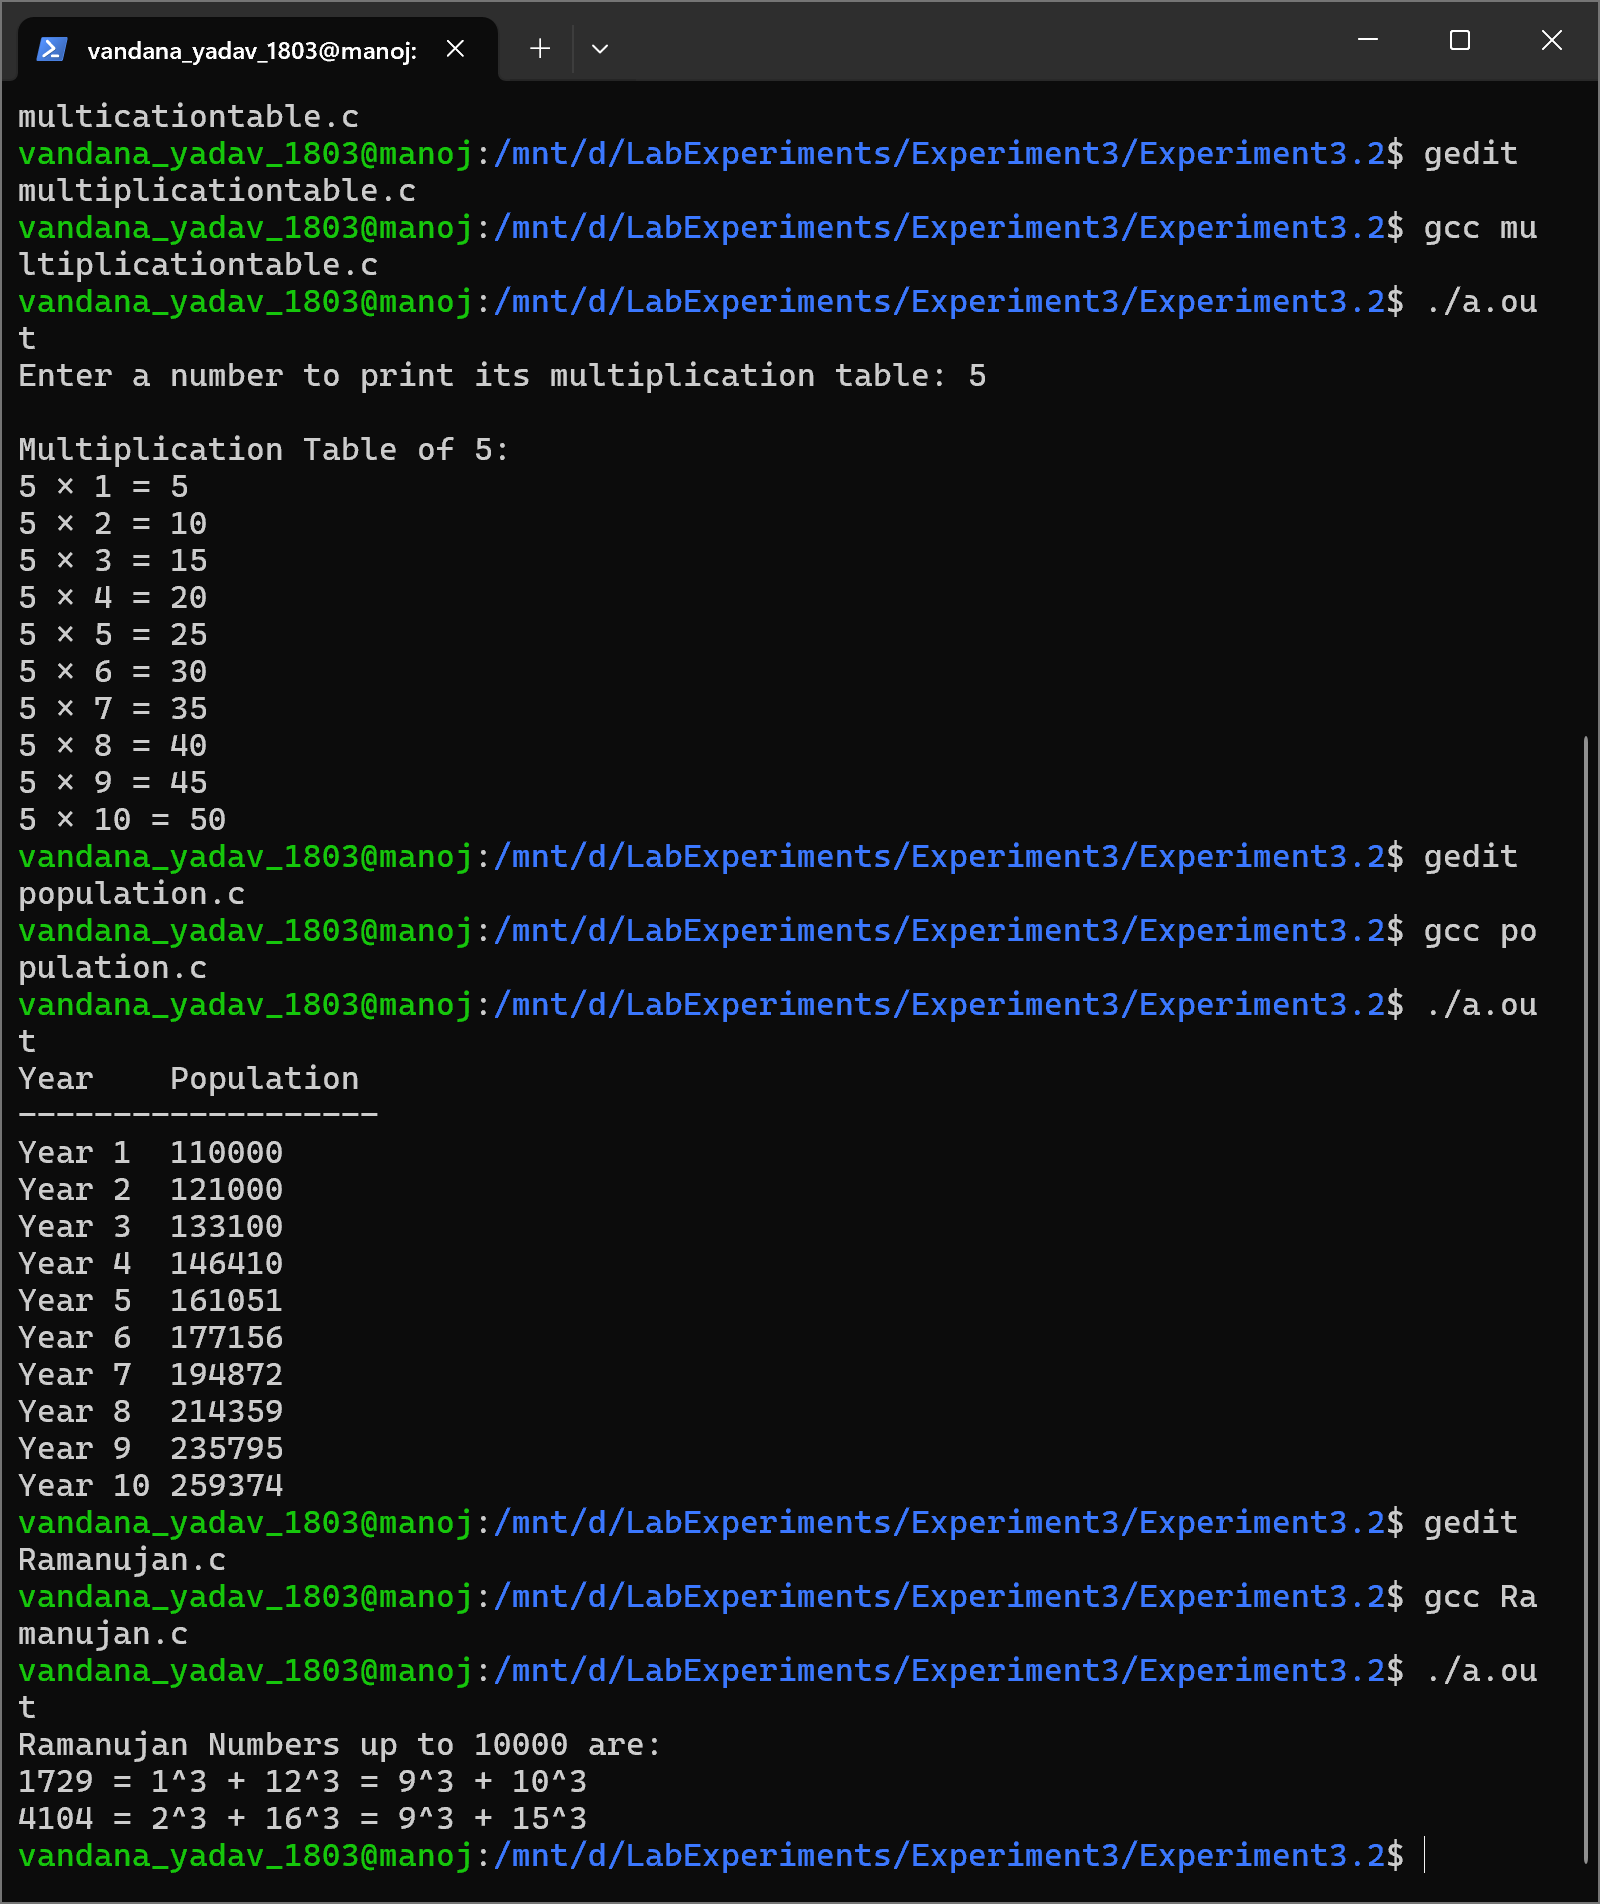 vandana_yadav_1803@manoj:
multicationtable.c
vandana_yadav_1803@manoj:/mnt/d/LabExperiments/Experiment3/Experiment3.2$ gedit
multiplicationtable.c
vandana_yadav_1803@manoj:/mnt/d/LabExperiments/Experiment3/Experiment3.2$ gcc mu
ltiplicationtable.c
vandana_yadav_1803@manoj:/mnt/d/LabExperiments/Experiment3/Experiment3.2$ ./a.ou
t
Enter a number to print its multiplication table: 5

Multiplication Table of 5:
5 × 1 = 5
5 × 2 = 10
5 × 3 = 15
5 × 4 = 20
5 × 5 = 25
5 × 6 = 30
5 × 7 = 35
5 × 8 = 40
5 × 9 = 45
5 × 10 = 50
vandana_yadav_1803@manoj:/mnt/d/LabExperiments/Experiment3/Experiment3.2$ gedit
population.c
vandana_yadav_1803@manoj:/mnt/d/LabExperiments/Experiment3/Experiment3.2$ gcc po
pulation.c
vandana_yadav_1803@manoj:/mnt/d/LabExperiments/Experiment3/Experiment3.2$ ./a.ou
t
Year    Population
-------------------
Year 1  110000
Year 2  121000
Year 3  133100
Year 4  146410
Year 5  161051
Year 6  177156
Year 7  194872
Year 8  214359
Year 9  235795
Year 10 259374
vandana_yadav_1803@manoj:/mnt/d/LabExperiments/Experiment3/Experiment3.2$ gedit
Ramanujan.c
vandana_yadav_1803@manoj:/mnt/d/LabExperiments/Experiment3/Experiment3.2$ gcc Ra
manujan.c
vandana_yadav_1803@manoj:/mnt/d/LabExperiments/Experiment3/Experiment3.2$ ./a.ou
t
Ramanujan Numbers up to 10000 are:
1729 = 1^3 + 12^3 = 9^3 + 10^3
4104 = 2^3 + 16^3 = 9^3 + 15^3
vandana_yadav_1803@manoj:/mnt/d/LabExperiments/Experiment3/Experiment3.2$